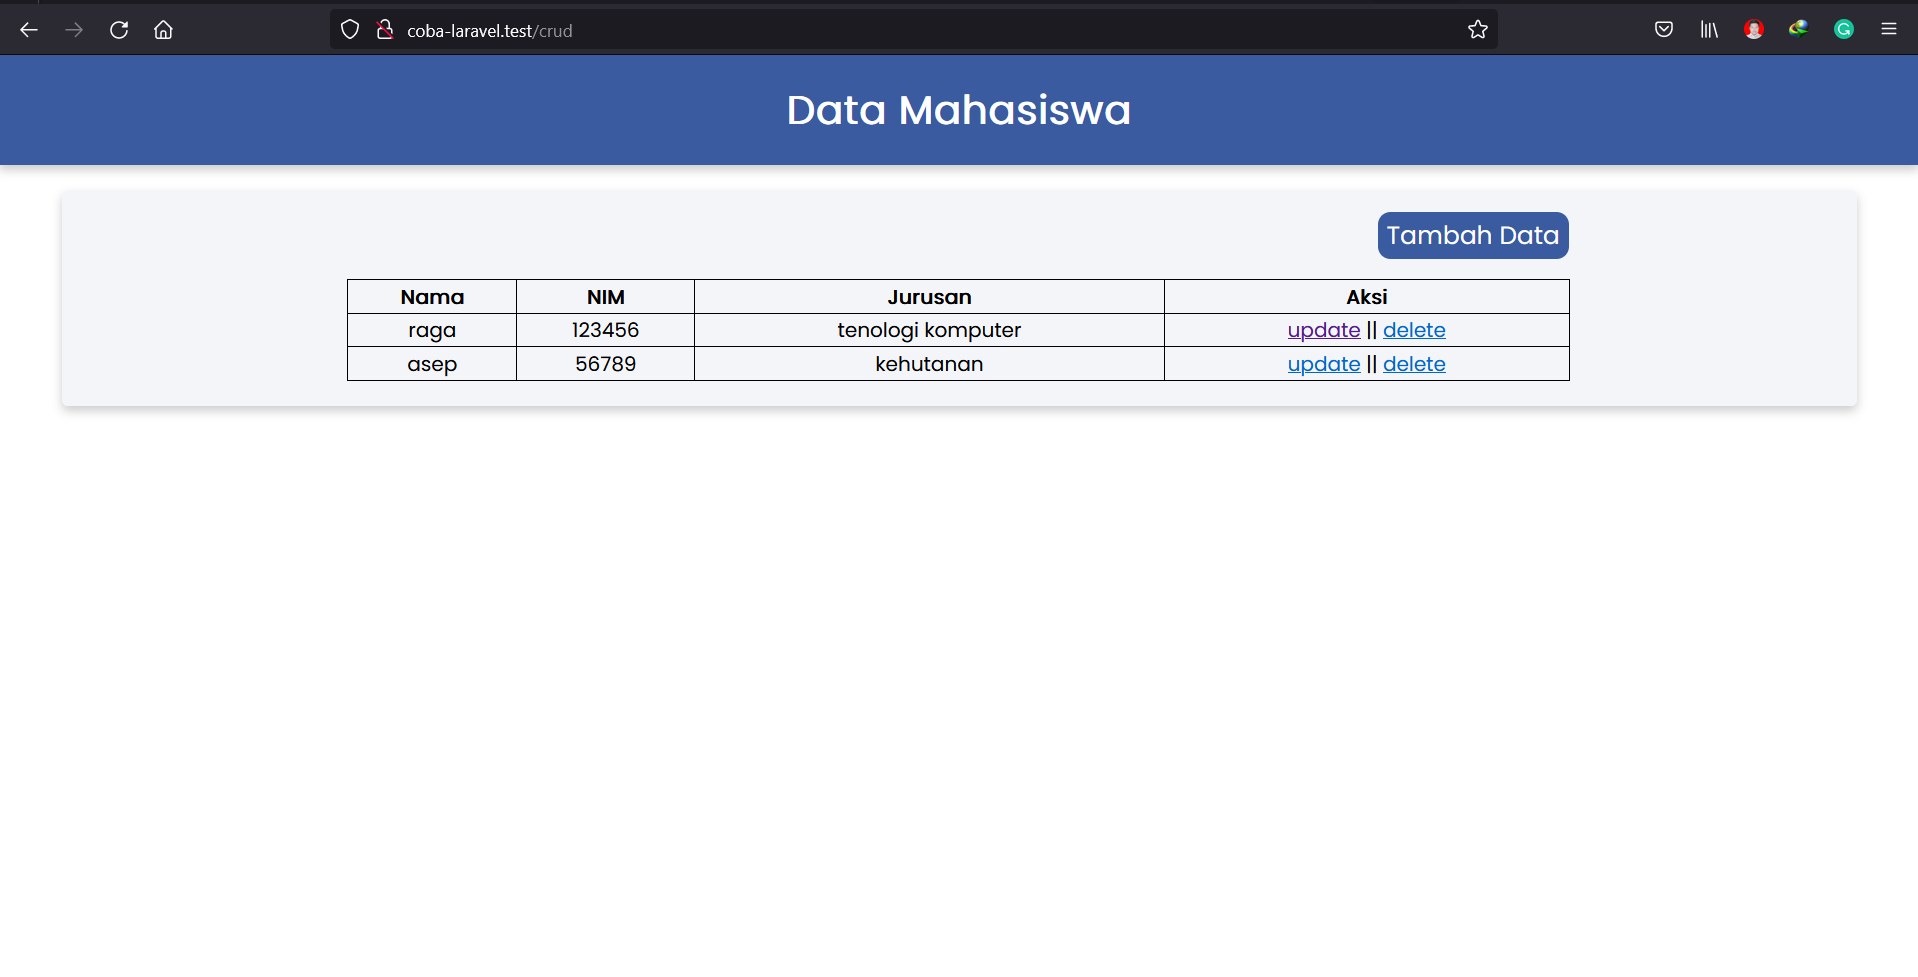 coba-laravel.test/crud
Data Mahasiswa
Tambah Data
Nama NIM Jurusan Aksi
raga 123456 tenologi komputer update || delete
asep 56789 kehutanan update || delete